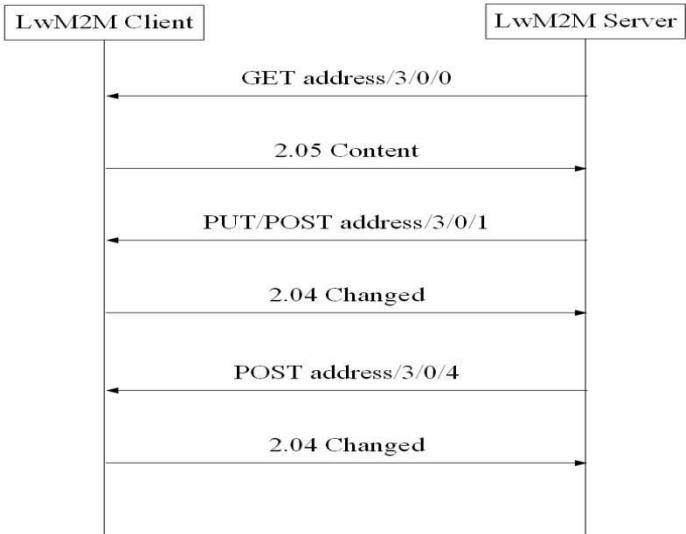 LwM2M Client
LwM2M Server
GET address/3/0/0
2.05 Content
PUT/POST address/3/0/1
2.04 Changed
POST address/3/0/4
2.04 Changed